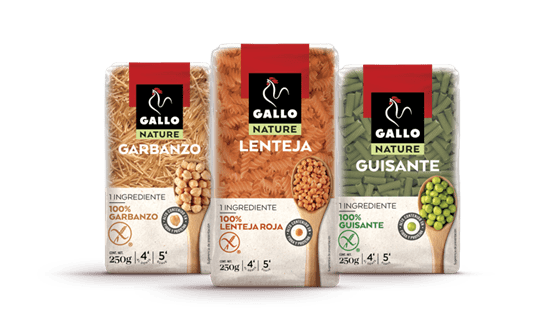 GALLO
NATURE
GARBANZO
1 INGREDIENTE
100%
GARBANZO
250g
4'
5'
GALLO
NATURE
LENTEJA
1 INGREDIENTE
100%
LENTEJA ROJA
250g
4'
5'
GALLO
NATURE
GUISANTE
1 INGREDIENTE
100%
GUISANTE
250g
4'
5'